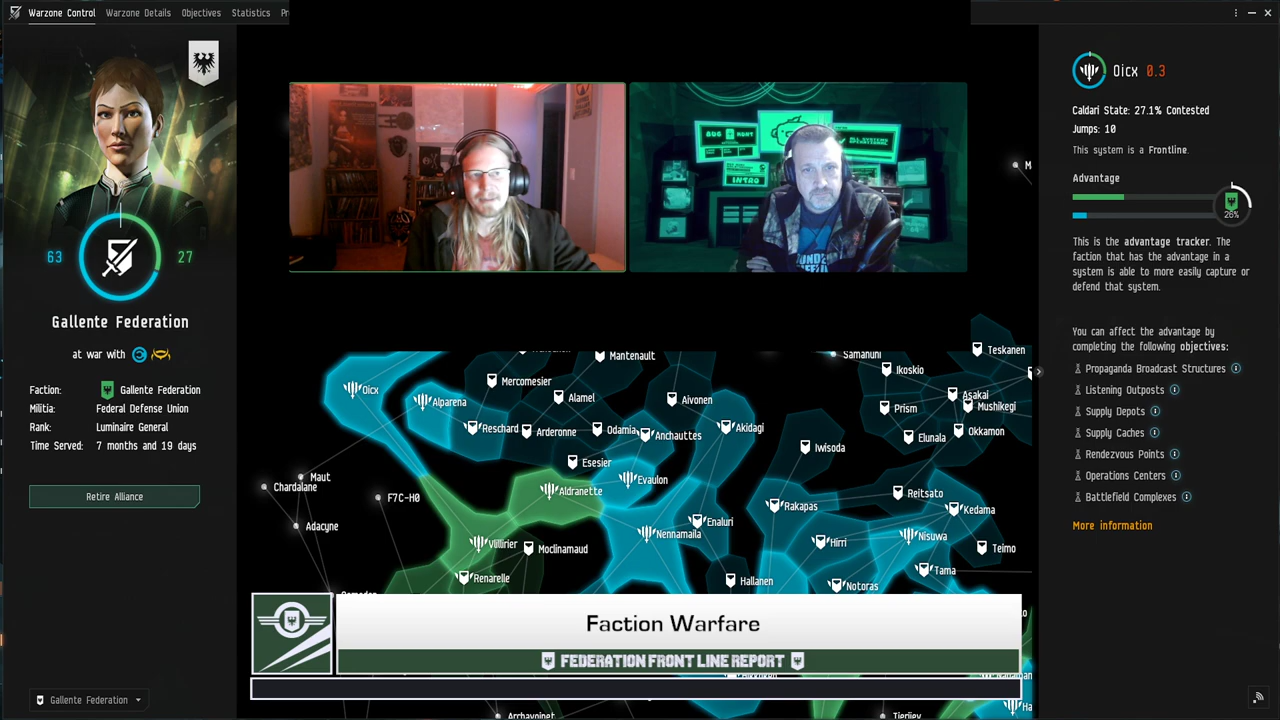 Warzone Control
Warzone Details
Objectives
Statistics
63
27
Gallente Federation
at war with
Faction:
Gallente Federation
Militia:
Federal Defense Union
Rank:
Luminaire General
Time Served:
7 months and 19 days
Retire Alliance
Gallente Federation
INTRO
Oicx
Alparena
Mercomesier
Mantenault
Alamel
Aivonen
Samanuni
Ikoskio
Teskanen
Asakal
Mushikegi
Prism
Reschard
Arderonne
Odamia
Anchauttes
Akidagi
Elunala
Okkamon
Iwisoda
Esesier
Maut
Chardalane
F7C-H0
Aldranette
Evaulon
Reitsato
Kedama
Rakapas
Adacyne
Enaluri
Nennamaila
Vlillirier
Moclinamaud
Hirri
Nisuwa
Teimo
Renarelle
Hallanen
Notoras
Tama
Faction Warfare
FEDERATION FRONT LINE REPORT
Archavoinet
Tierijev
Oicx 0.3
Caldari State: 27.1% Contested
Jumps: 10
This system is a Frontline.
Advantage
26%
This is the advantage tracker. The
faction that has the advantage in a
system is able to more easily capture or
defend that system.
You can affect the advantage by
completing the following objectives:
Propaganda Broadcast Structures
Listening Outposts
Supply Depots
Supply Caches
Rendezvous Points
Operations Centers
Battlefield Complexes
More information